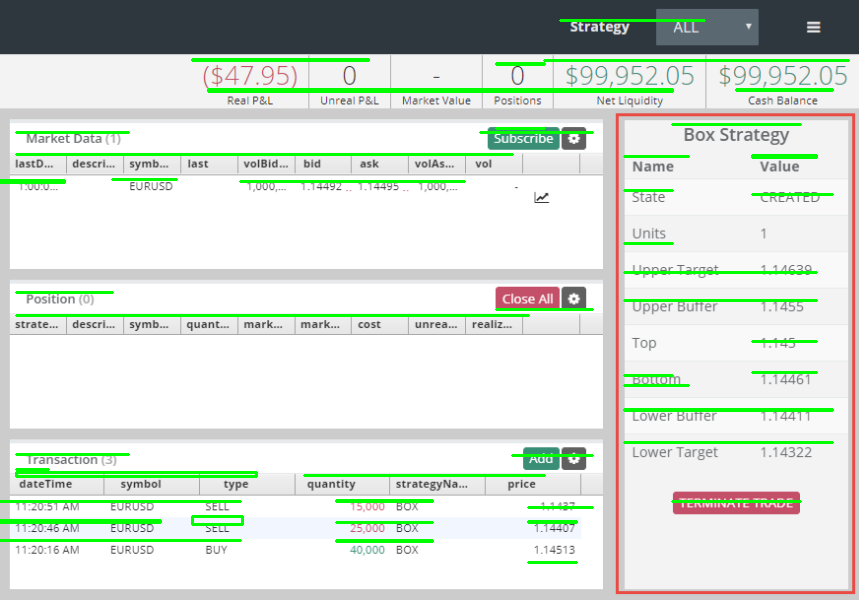 Strategy ALL
($47.95) 0 - 0 $99,952.05 $99,952.05
Real P&L Unreal P&L Market Value Positions Net Liquidity Cash Balance
Market Data (1) Subscribe
lastD... descri... symb... last volBid... bid ask volAs... vol
1:00:0... EURUSD 1,000,... 1.14492 .. 1.14495 .. 1,000,... -
Position (0) Close All
strate... descri... symb... quant... mark... mark... cost unrea... realiz...
Transaction (3) Add
dateTime symbol type quantity strategyNa... price
11:20:51 AM EURUSD SELL 15,000 BOX 1.1437
11:20:46 AM EURUSD SELL 25,000 BOX 1.14407
11:20:16 AM EURUSD BUY 40,000 BOX 1.14513
Box Strategy
Name Value
State CREATED
Units 1
Upper Target 1.14639
Upper Buffer 1.1455
Top 1.145
Bottom 1.14461
Lower Buffer 1.14411
Lower Target 1.14322
TERMINATE TRADE